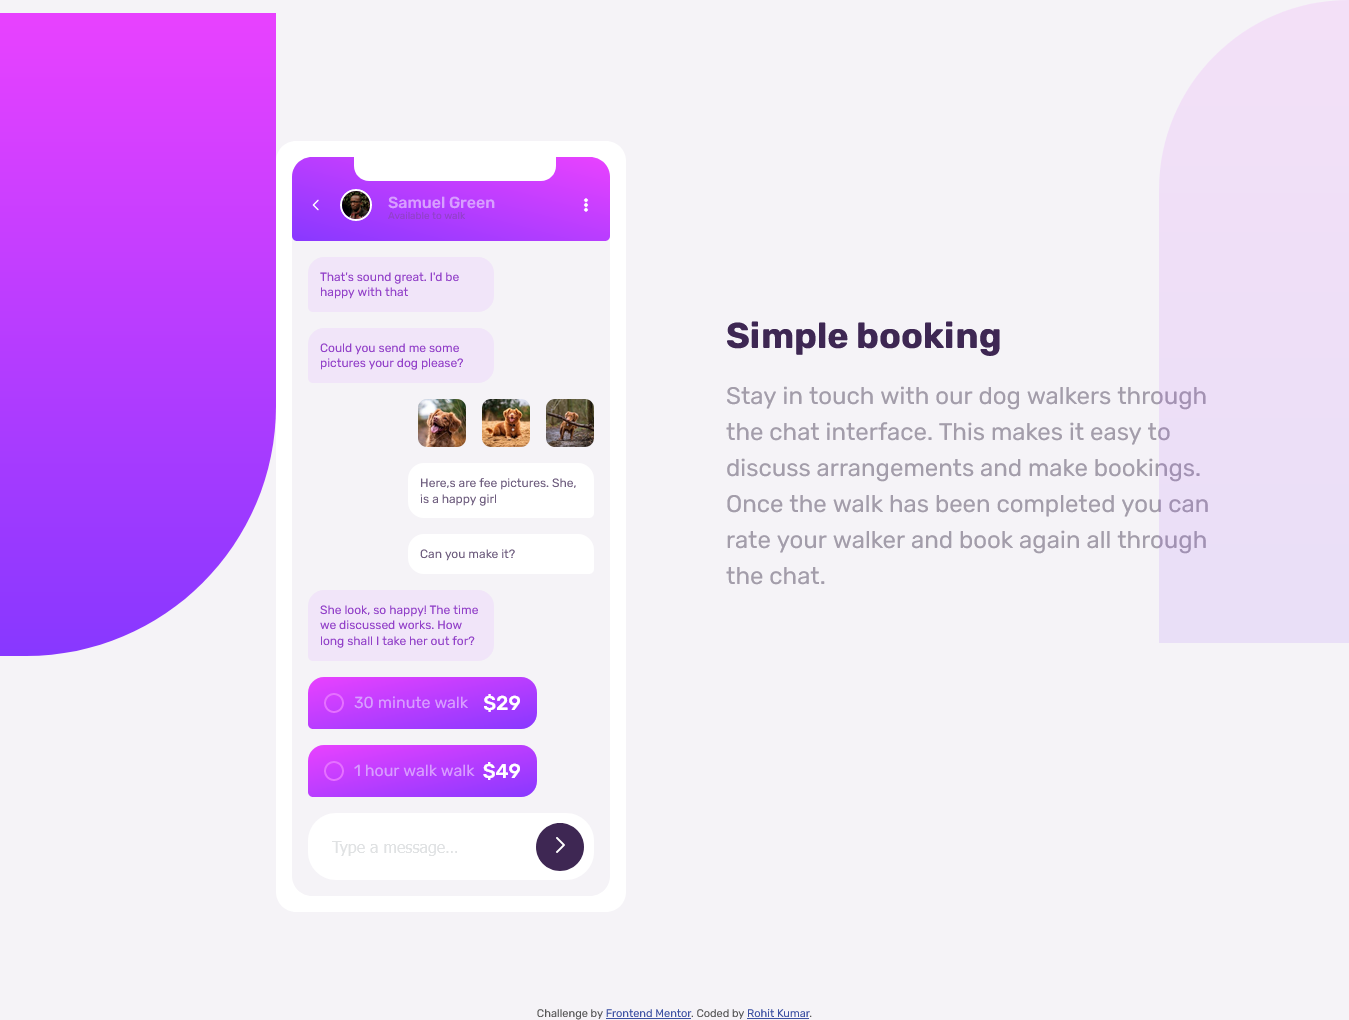 Samuel Green
available to walk
That's sound great. I'd be
happy with that
Could you send me some
pictures your dog please?
Here,s are fee pictures. She,
is a happy girl
Can you make it?
She look, so happy! The time
we discussed works. How
long shall I take her out for?
30 minute walk $29
1 hour walk walk $49
Type a message...
Simple booking
Stay in touch with our dog walkers through
the chat interface. This makes it easy to
discuss arrangements and make bookings.
Once the walk has been completed you can
rate your walker and book again all through
the chat.
Challenge by Frontend Mentor. Coded by Rohit Kumar.